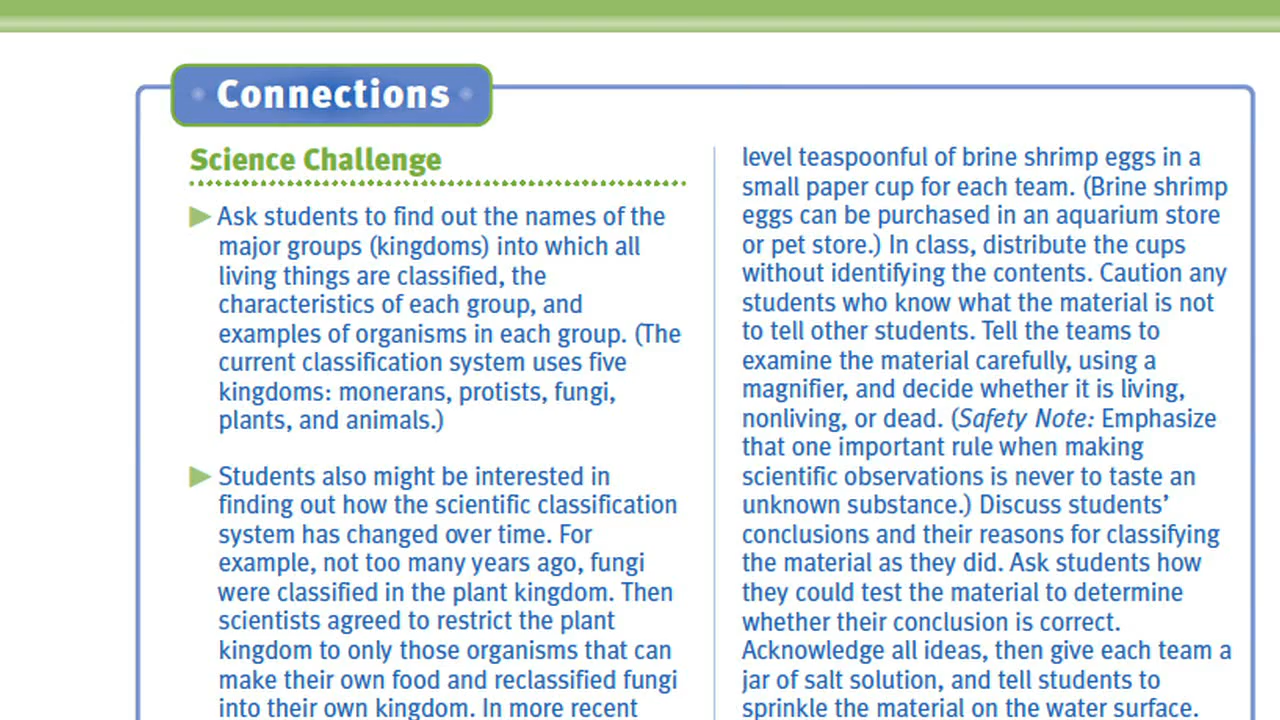 Connections
Science Challenge
▶ Ask students to find out the names of the
major groups (kingdoms) into which all
living things are classified, the
characteristics of each group, and
examples of organisms in each group. (The
current classification system uses five
kingdoms: monerans, protists, fungi,
plants, and animals.)
▶ Students also might be interested in
finding out how the scientific classification
system has changed over time. For
example, not too many years ago, fungi
were classified in the plant kingdom. Then
scientists agreed to restrict the plant
kingdom to only those organisms that can
make their own food and reclassified fungi
into their own kingdom. In more recent
level teaspoonful of brine shrimp eggs in a
small paper cup for each team. (Brine shrimp
eggs can be purchased in an aquarium store
or pet store.) In class, distribute the cups
without identifying the contents. Caution any
students who know what the material is not
to tell other students. Tell the teams to
examine the material carefully, using a
magnifier, and decide whether it is living,
nonliving, or dead. (Safety Note: Emphasize
that one important rule when making
scientific observations is never to taste an
unknown substance.) Discuss students’
conclusions and their reasons for classifying
the material as they did. Ask students how
they could test the material to determine
whether their conclusion is correct.
Acknowledge all ideas, then give each team a
jar of salt solution, and tell students to
sprinkle the material on the water surface.